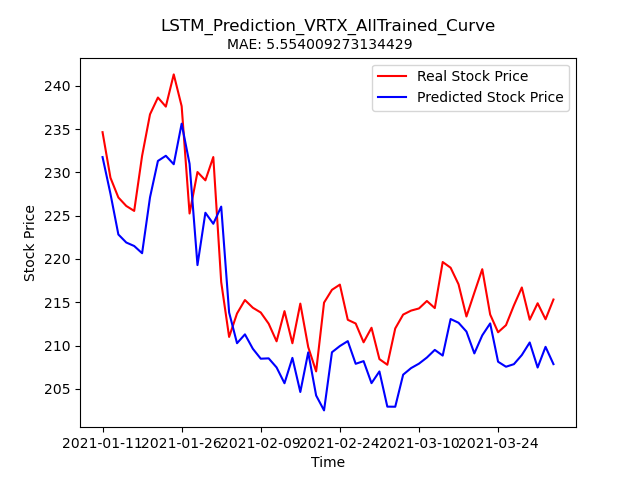 LSTM_Prediction_VRTX_AllTrained_Curve
MAE: 5.554009273134429
Real Stock Price
Predicted Stock Price
Stock Price
240
235
230
225
220
215
210
205
2021-01-11
2021-01-26
2021-02-09
2021-02-24
2021-03-10
2021-03-24
Time